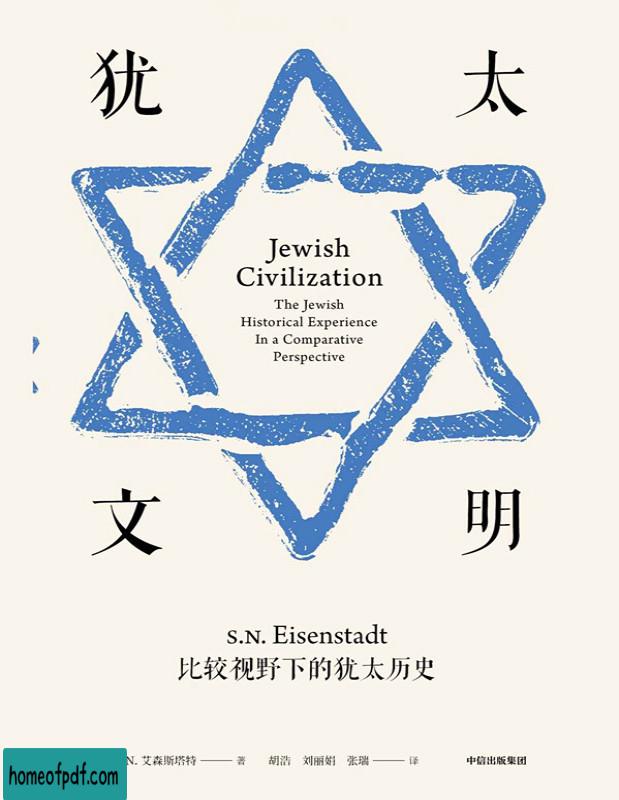 犹 太
Jewish
Civilization
The Jewish
Historical Experience
In a Comparative
Perspective
文 明
S.N. Eisenstadt
比较视野下的犹太历史
N. 艾森斯塔特 —— 著 胡浩 刘丽娟 张瑞 —— 译 中信出版集团
homeofpdf.com